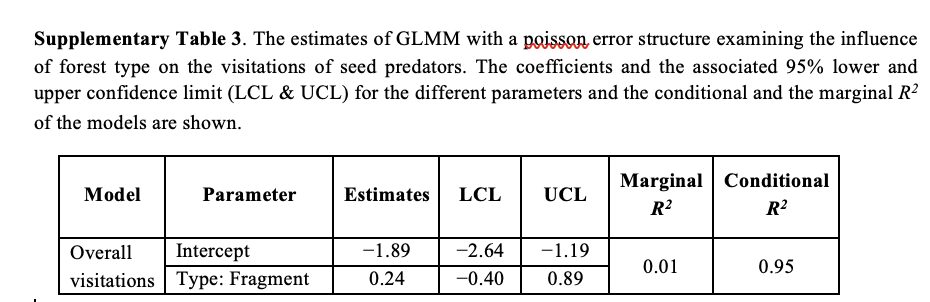 Supplementary Table 3. The estimates of GLMM with a poisson error structure examining the influence
of forest type on the visitations of seed predators. The coefficients and the associated 95% lower and
upper confidence limit (LCL & UCL) for the different parameters and the conditional and the marginal R²
of the models are shown.
Model Parameter Estimates LCL UCL Marginal R² Conditional R²
Overall visitations Intercept −1.89 −2.64 −1.19 0.01 0.95
Type: Fragment 0.24 −0.40 0.89